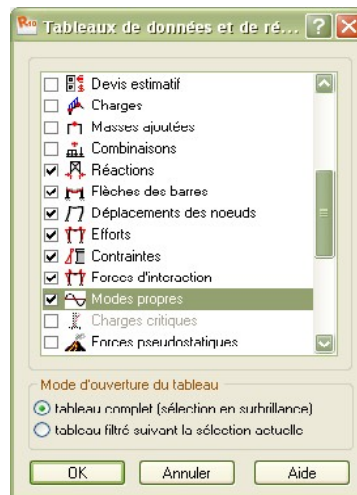 R10 Tableaux de données et de ré...
Devis estimatif
Charges
Masses ajoutées
Combinaisons
Réactions
Flèches des barres
Déplacements des noeuds
Efforts
Contraintes
Forces d'interaction
Modes propres
Charges critiques
Forces pseudostatiques
Mode d'ouverture du tableau
tableau complet (sélection en surbrillance)
tableau filtré suivant la sélection actuelle
OK Annuler Aide